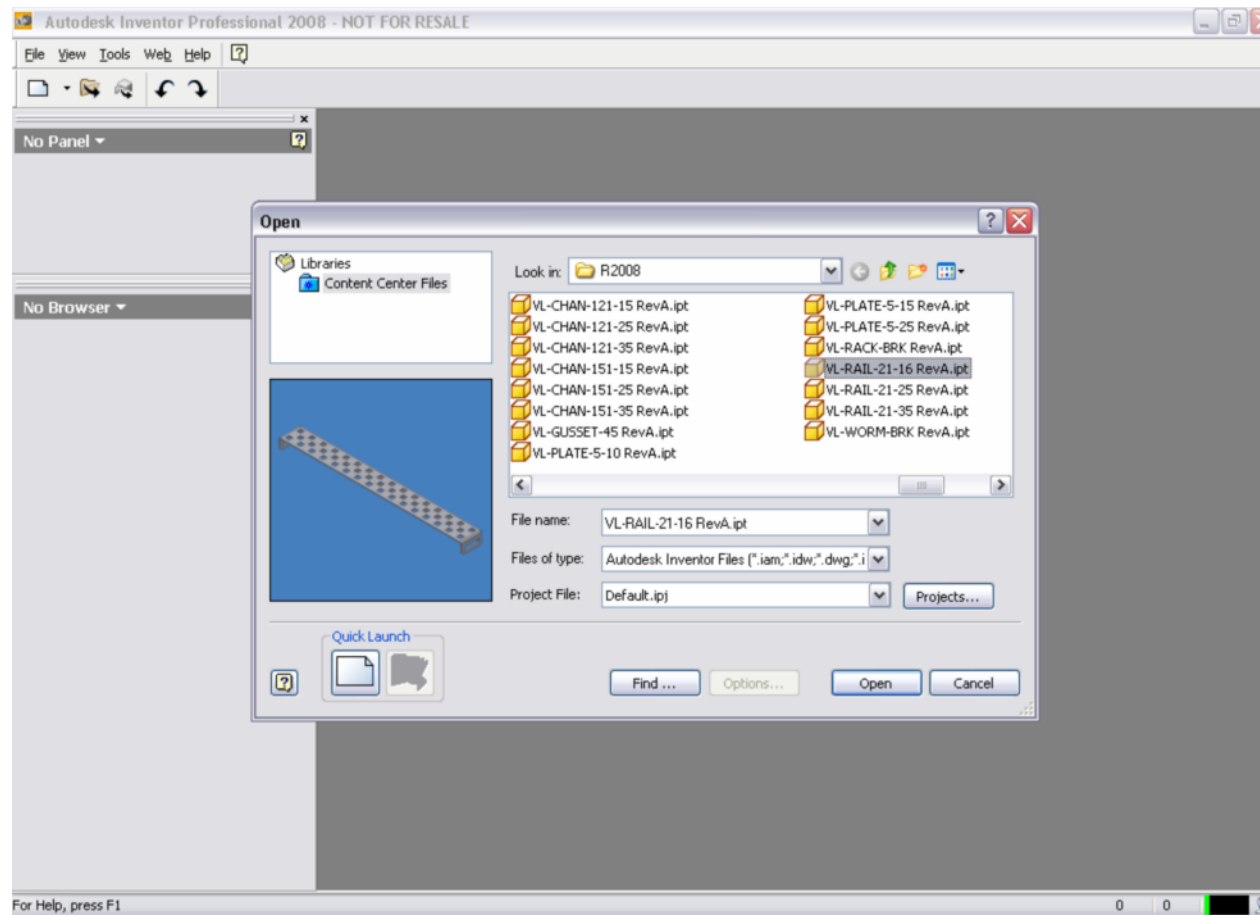 Autodesk Inventor Professional 2008 - NOT FOR RESALE
File View Tools Web Help
No Panel
Open
Libraries
Content Center Files
Look in: R2008
No Browser
VL-CHAN-121-15 RevA.ipt
VL-CHAN-121-25 RevA.ipt
VL-CHAN-121-35 RevA.ipt
VL-CHAN-151-15 RevA.ipt
VL-CHAN-151-25 RevA.ipt
VL-CHAN-151-35 RevA.ipt
VL-GUSSET-45 RevA.ipt
VL-PLATE-5-10 RevA.ipt
VL-PLATE-5-15 RevA.ipt
VL-PLATE-5-25 RevA.ipt
VL-RACK-BRK RevA.ipt
VL-RAIL-21-16 RevA.ipt
VL-RAIL-21-25 RevA.ipt
VL-RAIL-21-35 RevA.ipt
VL-WORM-BRK RevA.ipt
File name: VL-RAIL-21-16 RevA.ipt
Files of type: Autodesk Inventor Files (*.iam;*.idw;*.dwg;*.i
Project File: Default.ipj Projects...
Quick Launch
Find ... Options... Open Cancel
For Help, press F1 0 0